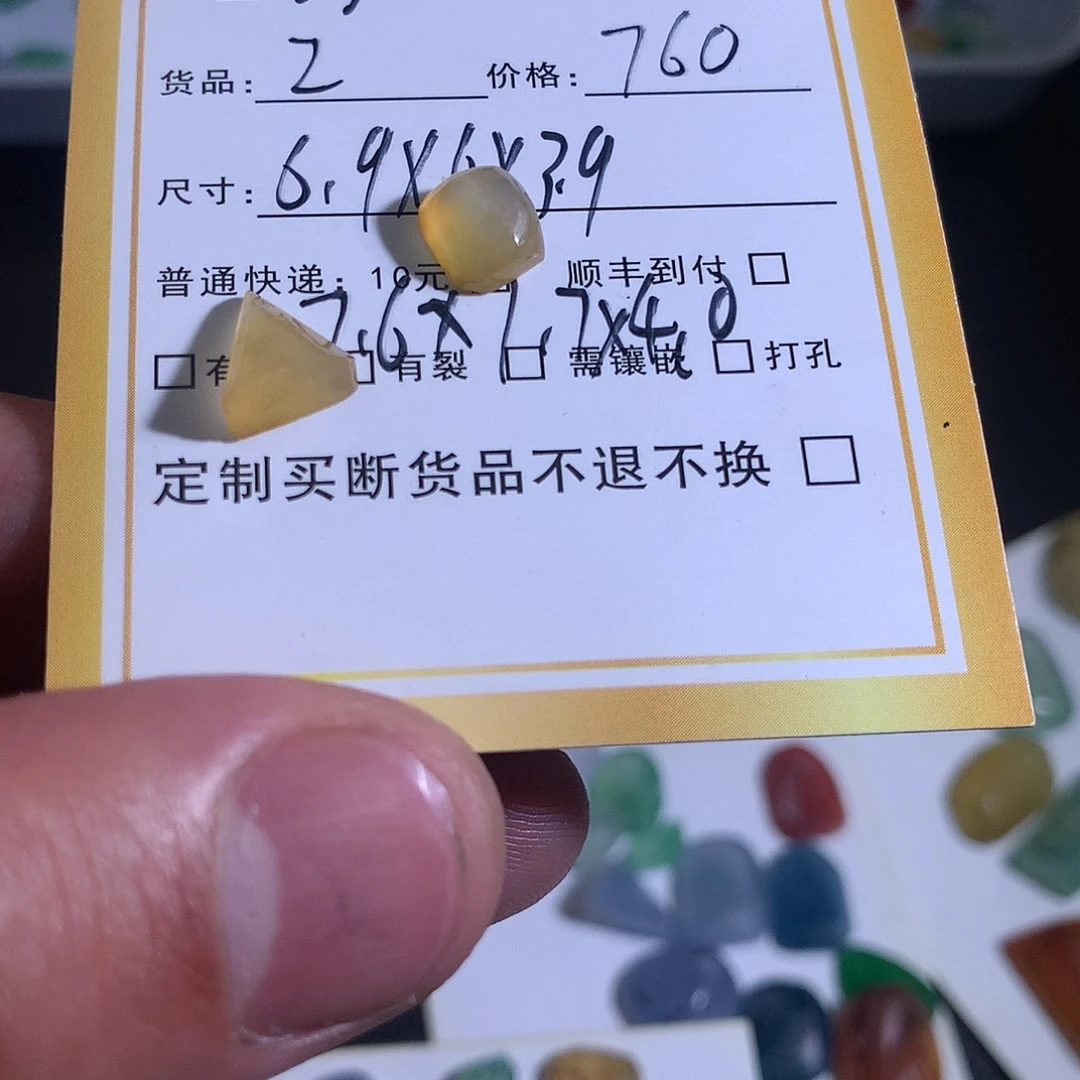 货品: 2 价格: 760
尺寸: 6.9X6X3.9
普通快递: 10元 顺丰到付
7.6X7.7X4.0
有 有裂 需镶嵌 打孔
定制买断货品不退不换